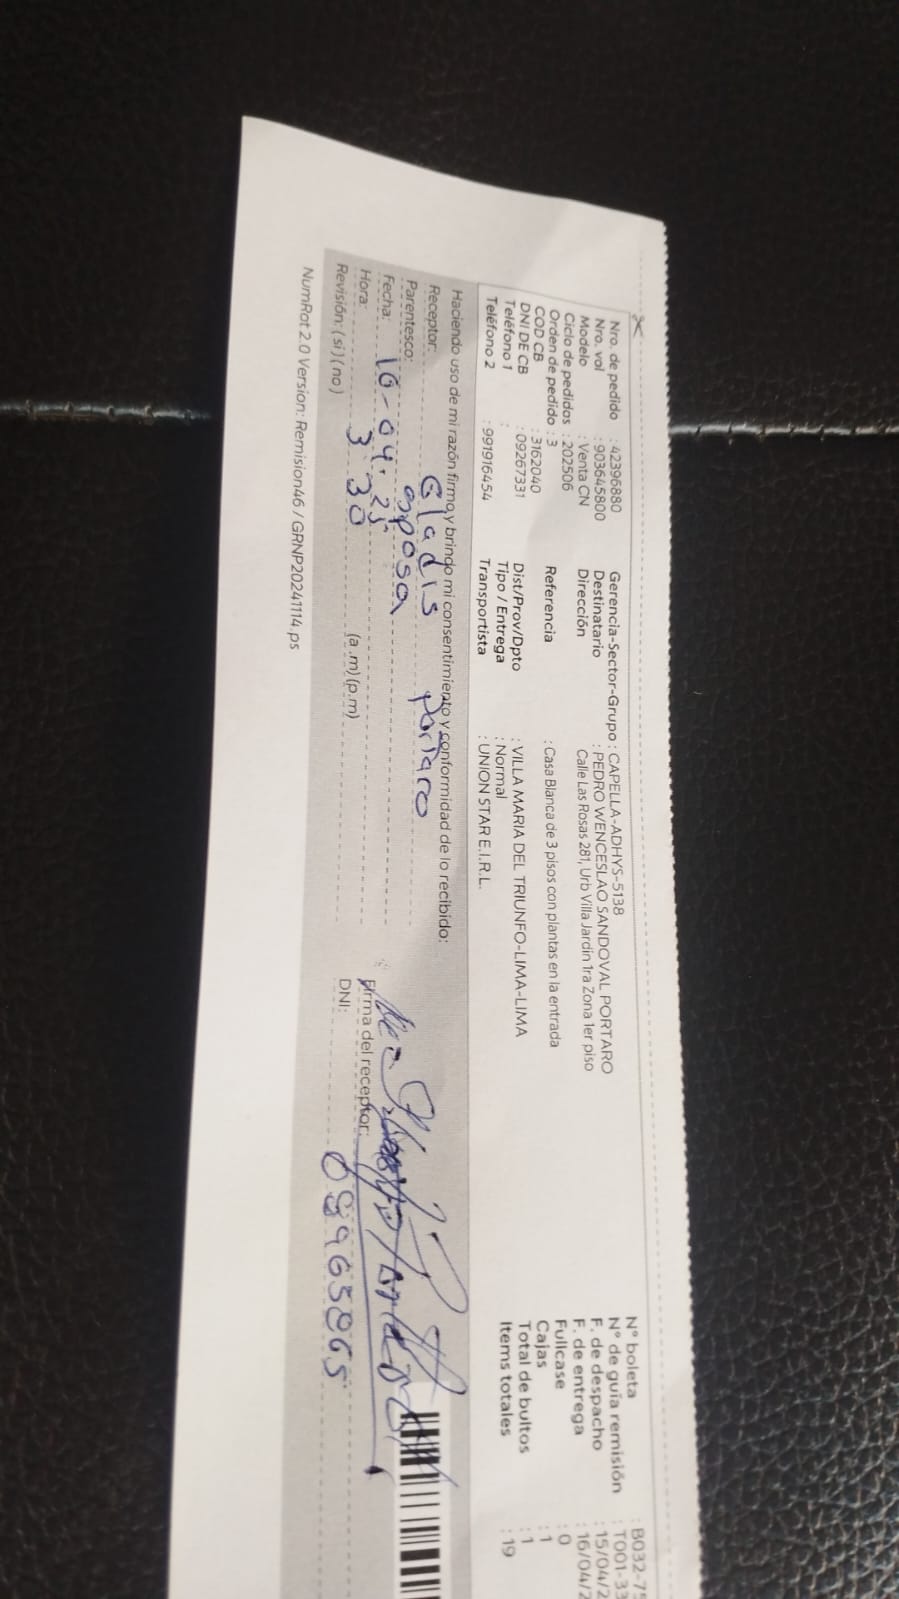 Nro. de pedido : 42396880
Nro. vol : 903645800
Modelo : Venta CN
Ciclo de pedidos : 202506
Orden de pedido : 3
COD CB : 3162040
DNI DE CB : 09267331
Teléfono 1 :
Teléfono 2 : 991916454
Gerencia-Sector-Grupo : CAPELLA-ADHYS-5138
Destinatario : PEDRO WENCESLAO SANDOVAL PORTARO
Dirección Calle Las Rosas 281, Urb Villa Jardin 1ra Zona 1er piso
Referencia : Casa Blanca de 3 pisos con plantas en la entrada
Dist/Prov/Dpto : VILLA MARIA DEL TRIUNFO-LIMA-LIMA
Tipo / Entrega : Normal
Transportista : UNION STAR E.I.R.L.
N° boleta : B032-75
N° de guía remisión : T001-33
F. de despacho : 15/04/2
F. de entrega : 16/04/2
Fullcase : 0
Cajas : 1
Total de bultos : 1
Items totales : 19
Haciendo uso de mi razón firmo y brindo mi consentimiento y conformidad de lo recibido:
Receptor: Gladis Portaro
Parentesco: esposa
Fecha: 16-04-25
Hora: 3 30 (a.m)(p.m)
Revisión: (si)(no)
Firma del receptor:
DNI: 08965865
NumRot 2.0 Version: Remision46 / GRNP20241114.ps